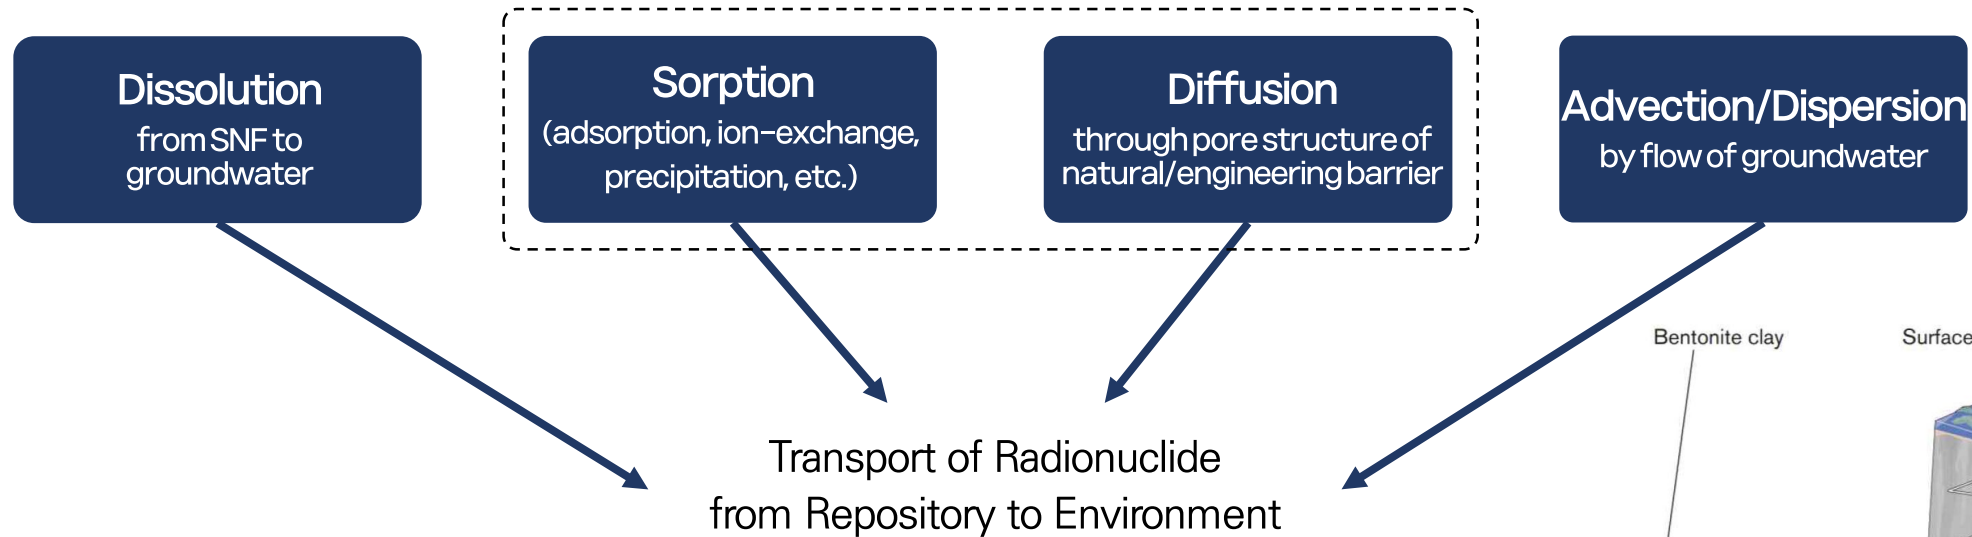 Dissolution
from SNF to
groundwater
Sorption
(adsorption, ion-exchange,
precipitation, etc.)
Diffusion
through pore structure of
natural/engineering barrier
Advection/Dispersion
by flow of groundwater
Bentonite clay
Surface
Transport of Radionuclide
from Repository to Environment